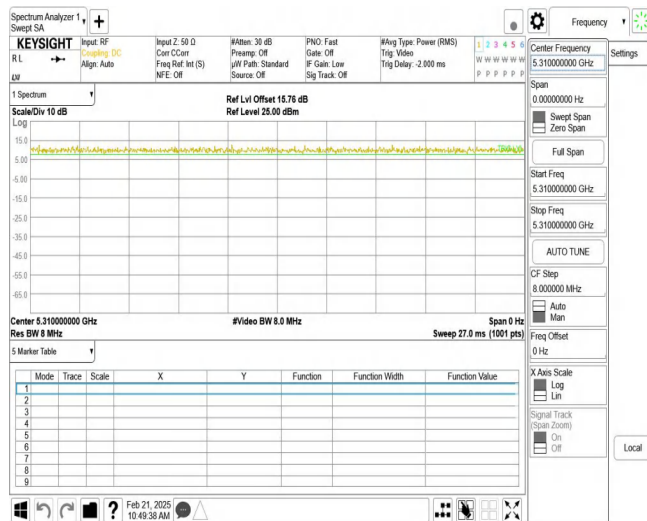 Spectrum Analyzer 1
Swept SA
Frequency
KEYSIGHT
RL
Input: RF
Coupling: DC
Align: Auto
Input Z: 50 Ω
Corr CCorr
Freq Ref: Int (S)
NFE: Off
#Atten: 30 dB
Preamp: Off
µW Path: Standard
Source: Off
PNO: Fast
Gate: Off
IF Gain: Low
Sig Track: Off
#Avg Type: Power (RMS)
Trig: Video
Trig Delay: -2.000 ms
1 2 3 4 5 6
W W W W W W
P P P P P P
1 Spectrum
Scale/Div 10 dB
Ref Lvl Offset 15.76 dB
Ref Level 25.00 dBm
Log
15.0
5.00
-5.00
-15.0
-25.0
-35.0
-45.0
-55.0
-65.0
Center 5.310000000 GHz
#Video BW 8.0 MHz
Span 0 Hz
Res BW 8 MHz
Sweep 27.0 ms (1001 pts)
5 Marker Table
Mode Trace Scale X Y Function Function Width Function Value
1
2
3
4
5
6
7
8
9
Center Frequency
5.310000000 GHz
Settings
Span
0.00000000 Hz
Swept Span
Zero Span
Full Span
Start Freq
5.310000000 GHz
Stop Freq
5.310000000 GHz
AUTO TUNE
CF Step
8.000000 MHz
Auto
Man
Freq Offset
0 Hz
X Axis Scale
Log
Lin
Signal Track
(Span Zoom)
On
Off
Local
?
Feb 21, 2025
10:49:38 AM